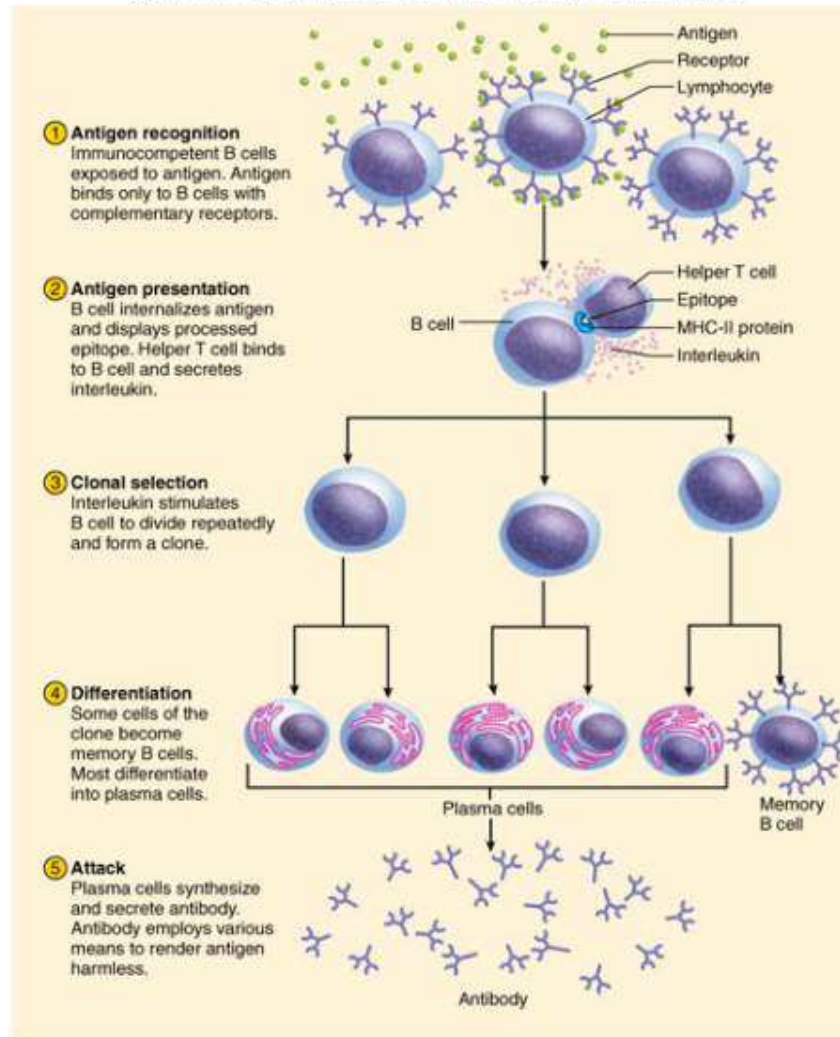 Antigen
Receptor
Lymphocyte
1 Antigen recognition
Immunocompetent B cells
exposed to antigen. Antigen
binds only to B cells with
complementary receptors.
2 Antigen presentation
B cell internalizes antigen
and displays processed
epitope. Helper T cell binds
to B cell and secretes
interleukin.
B cell
Helper T cell
Epitope
MHC-II protein
Interleukin
3 Clonal selection
Interleukin stimulates
B cell to divide repeatedly
and form a clone.
4 Differentiation
Some cells of the
clone become
memory B cells.
Most differentiate
into plasma cells.
Plasma cells
Memory
B cell
5 Attack
Plasma cells synthesize
and secrete antibody.
Antibody employs various
means to render antigen
harmless.
Antibody